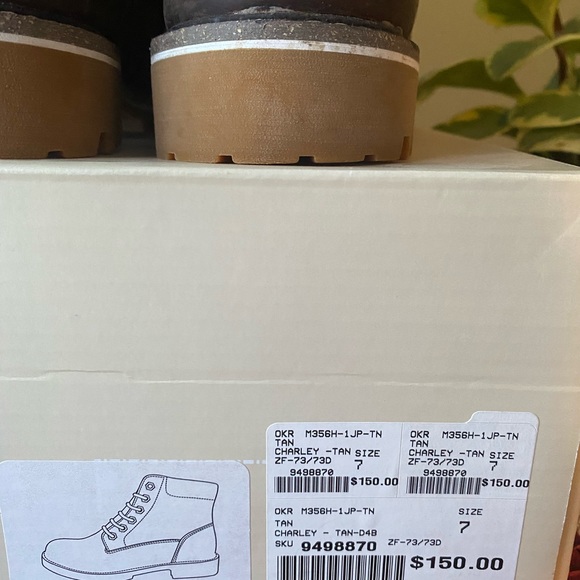 OKR M356H-1JP-TN
TAN
CHARLEY -TAN SIZE
ZF-73/73D 7
9498870
$150.00
OKR M356H-1JP-TN
TAN
CHARLEY -TAN SIZE
ZF-73/73D 7
9498870
$150.00
OKR M356H-1JP-TN SIZE
TAN 7
CHARLEY - TAN-D4B
SKU 9498870 ZF-73/73D
$150.00